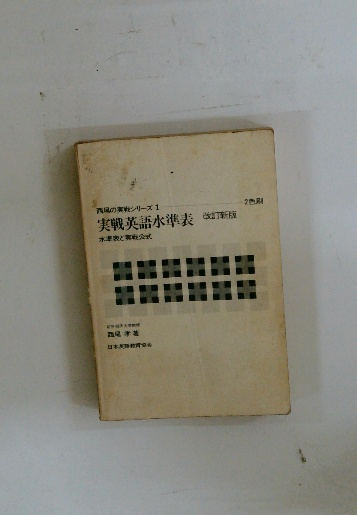 西尾の実戦シリーズ 1
2色刷
実戦英語水準表 改訂新版
水準表と実戦公式
西尾 孝 著
日本英語教育協会